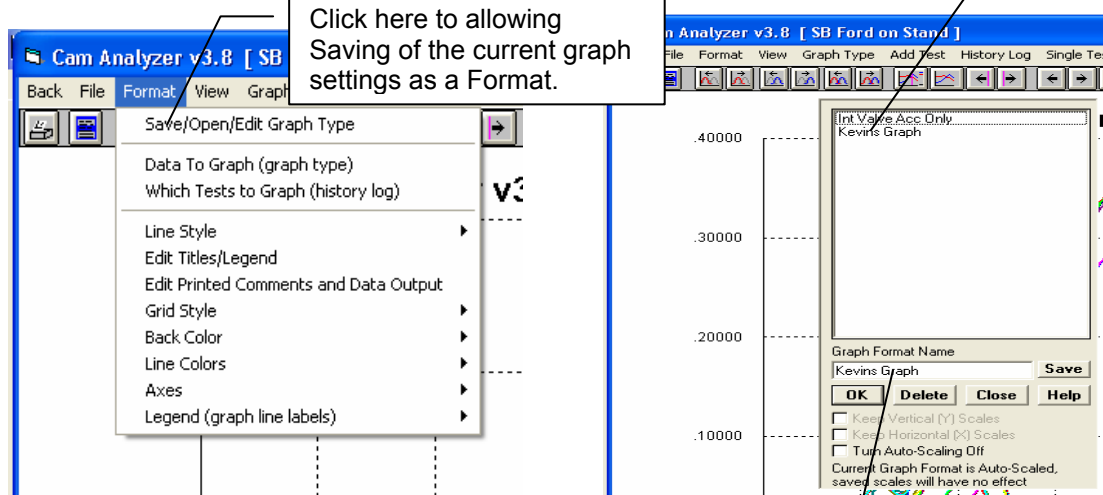 Click here to allowing
Saving of the current graph
settings as a Format.
Cam Analyzer v3.8 [ SB
Back File Format View Graph
Save/Open/Edit Graph Type
Data To Graph (graph type)
Which Tests to Graph (history log)
Line Style
Edit Titles/Legend
Edit Printed Comments and Data Output
Grid Style
Back Color
Line Colors
Axes
Legend (graph line labels)
v3
Analyzer v3.8 [ SB Ford on Stand ]
File Format View Graph Type Add Test History Log Single Te
.40000
.30000
.20000
.10000
Int Valve Acc Only
Kevins Graph
Graph Format Name
Kevins Graph Save
OK Delete Close Help
Keep Vertical (Y) Scales
Keep Horizontal (X) Scales
Turn Auto-Scaling Off
Current Graph Format is Auto-Scaled,
saved scales will have no effect